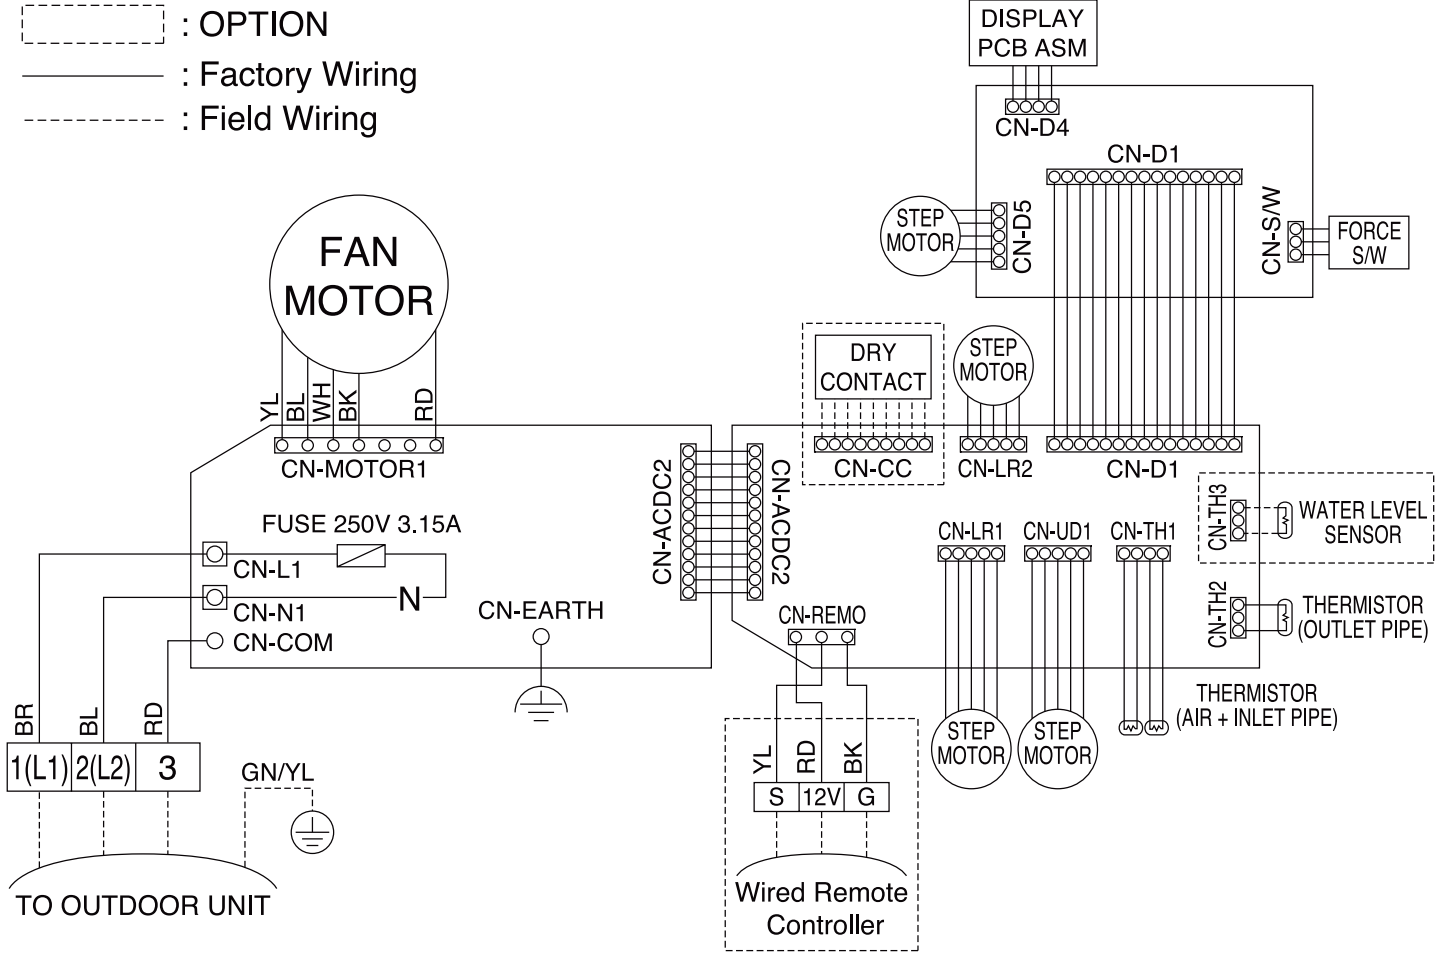 : OPTION
: Factory Wiring
: Field Wiring
DISPLAY
PCB ASM
CN-D4
CN-D1
STEP
MOTOR
CN-D5
CN-S/W
FORCE
S/W
FAN
MOTOR
YL
BL
WH
BK
RD
CN-MOTOR1
DRY
CONTACT
CN-CC
STEP
MOTOR
CN-LR2
CN-D1
CN-ACDC2
CN-ACDC2
FUSE 250V 3.15A
CN-L1
N
CN-N1
CN-COM
CN-EARTH
CN-TH3
WATER LEVEL
SENSOR
CN-LR1
CN-UD1
CN-TH1
CN-TH2
THERMISTOR
(OUTLET PIPE)
CN-REMO
THERMISTOR
(AIR + INLET PIPE)
STEP
MOTOR
STEP
MOTOR
BR
BL
RD
1(L1)
2(L2)
3
GN/YL
TO OUTDOOR UNIT
YL
RD
BK
S
12V
G
Wired Remote
Controller